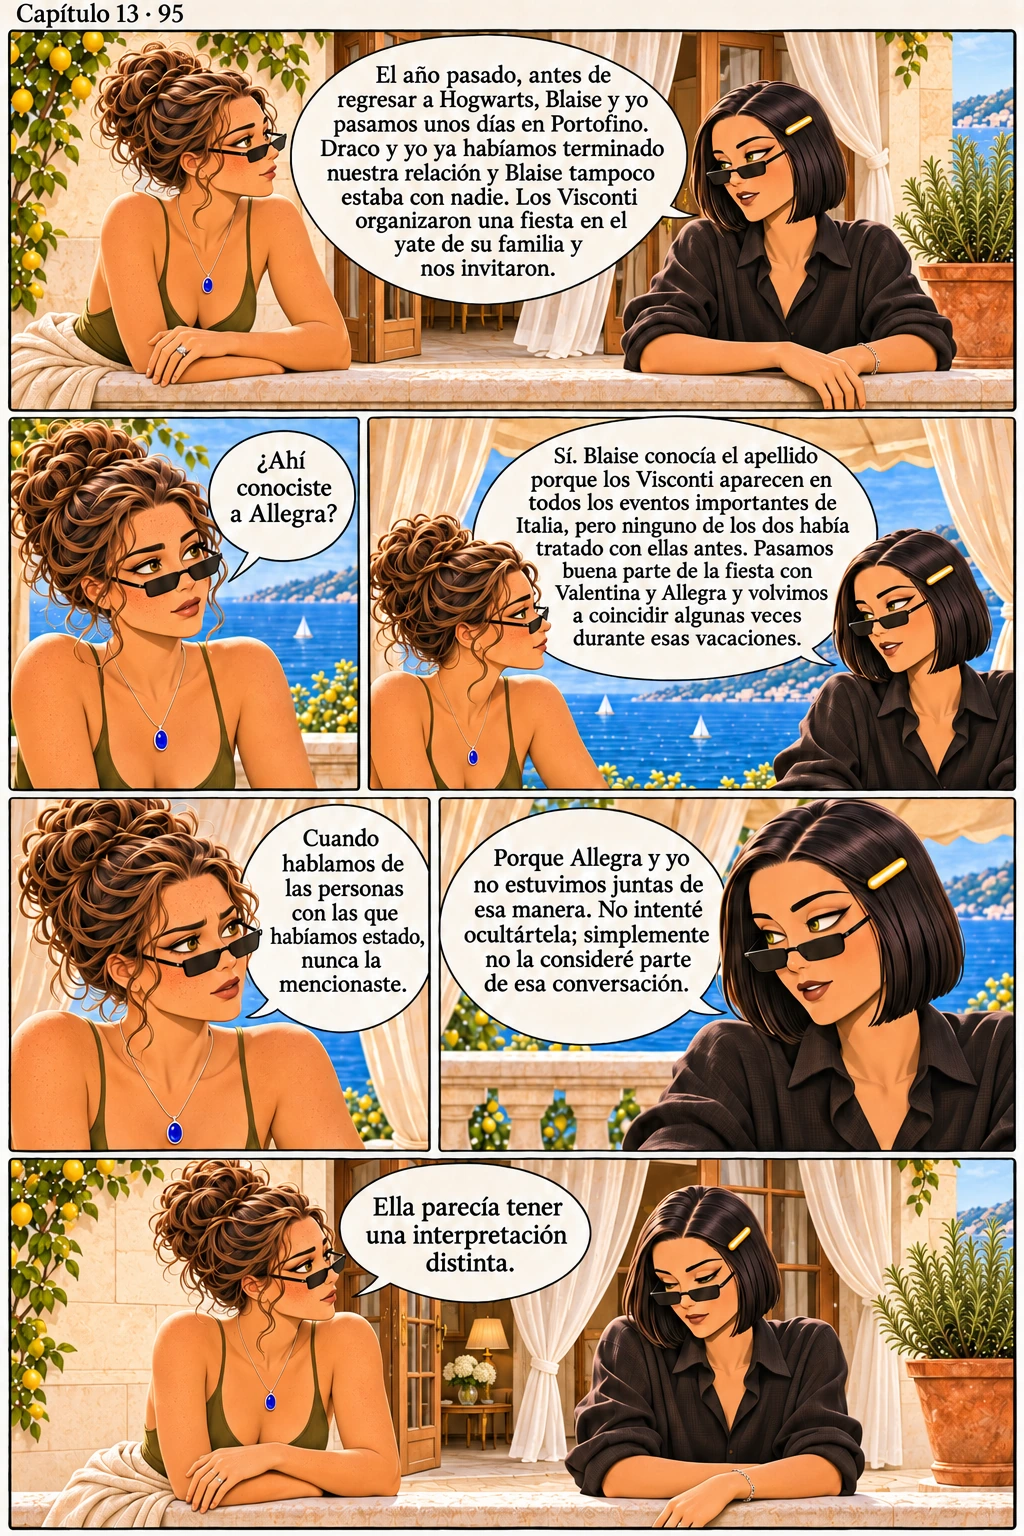 Capítulo 13 · 95
El año pasado, antes de
regresar a Hogwarts, Blaise y yo
pasamos unos días en Portofino.
Draco y yo ya habíamos terminado
nuestra relación y Blaise tampoco
estaba con nadie. Los Visconti
organizaron una fiesta en el
yate de su familia y
nos invitaron.
¿Ahí
conociste
a Allegra?
Sí. Blaise conocía el apellido
porque los Visconti aparecen en
todos los eventos importantes de
Italia, pero ninguno de los dos había
tratado con ellas antes. Pasamos
buena parte de la fiesta con
Valentina y Allegra y volvimos
a coincidir algunas veces
durante esas vacaciones.
Cuando
hablamos de
las personas
con las que
habíamos estado,
nunca la
mencionaste.
Porque Allegra y yo
no estuvimos juntas de
esa manera. No intenté
ocultártela; simplemente
no la consideré parte
de esa conversación.
Ella parecía tener
una interpretación
distinta.